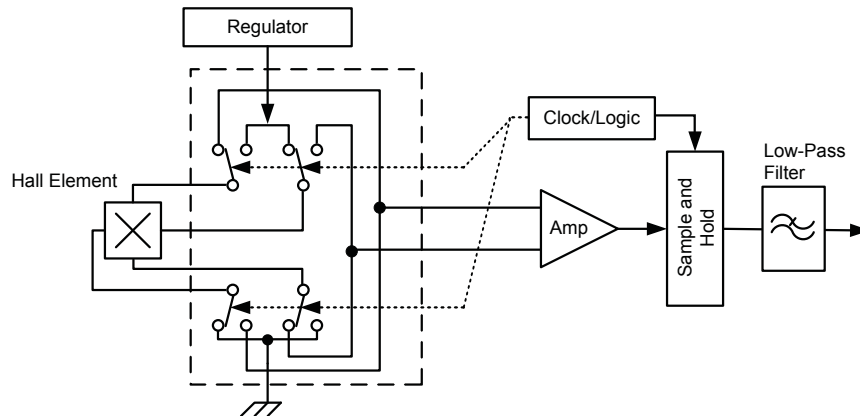 Regulator
Clock/Logic
Low-Pass
Filter
Hall Element
Amp
Sample and
Hold